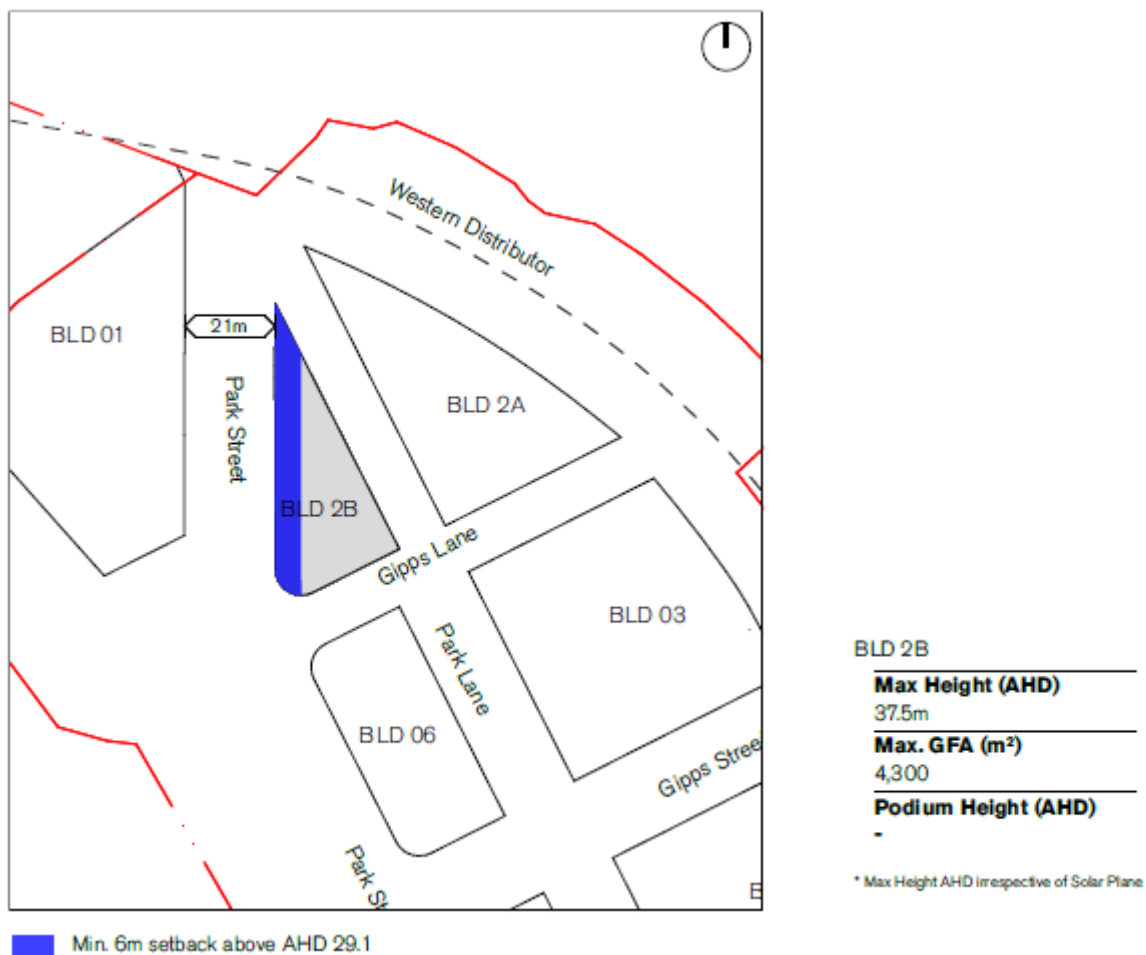 Western Distributor
BLD 01
21m
Park Street
BLD 2A
BLD 2B
Gipps Lane
BLD 03
Park Lane
BLD 06
Gipps Stree
Park St
B
BLD 2B
Max Height (AHD)
37.5m
Max. GFA (m²)
4,300
Podium Height (AHD)
-
* Max Height AHD irrespective of Solar Plane
Min. 6m setback above AHD 29.1